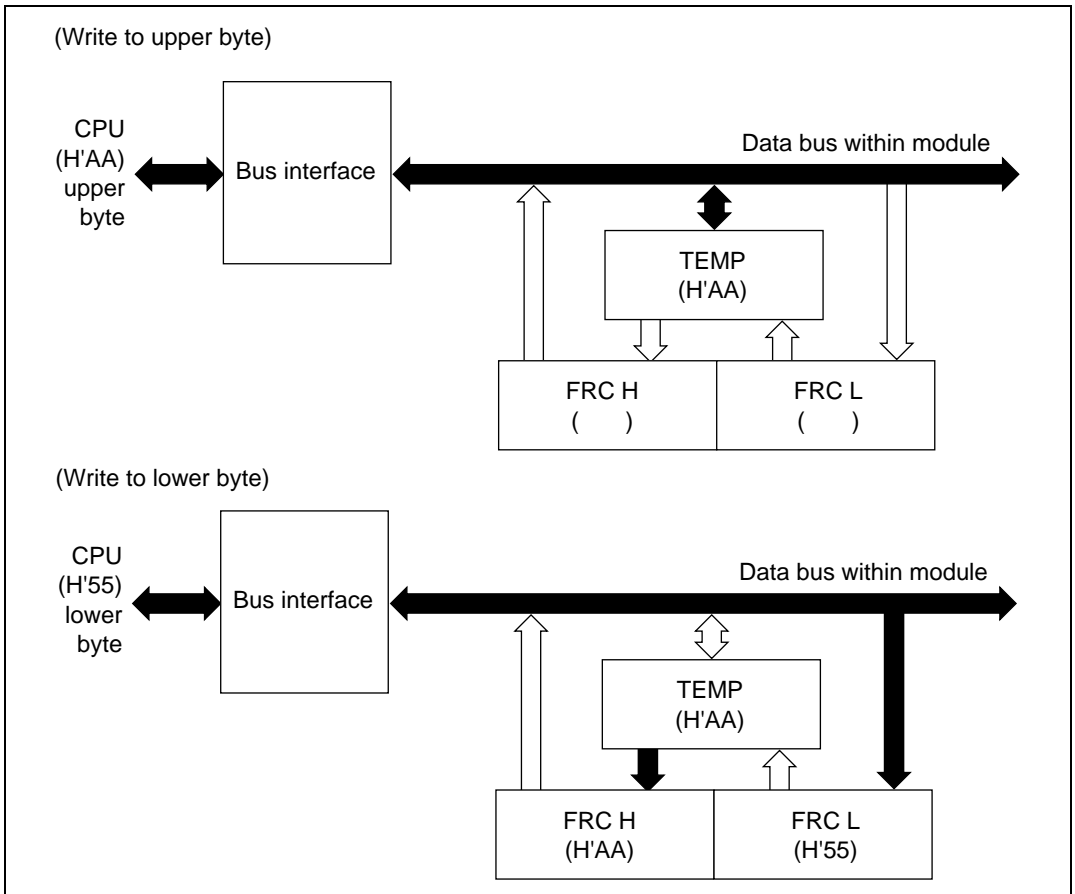 (Write to upper byte)
CPU
(H'AA)
upper
byte
Bus interface
Data bus within module
TEMP
(H'AA)
FRC H
( )
FRC L
( )
(Write to lower byte)
CPU
(H'55)
lower
byte
Bus interface
Data bus within module
TEMP
(H'AA)
FRC H
(H'AA)
FRC L
(H'55)